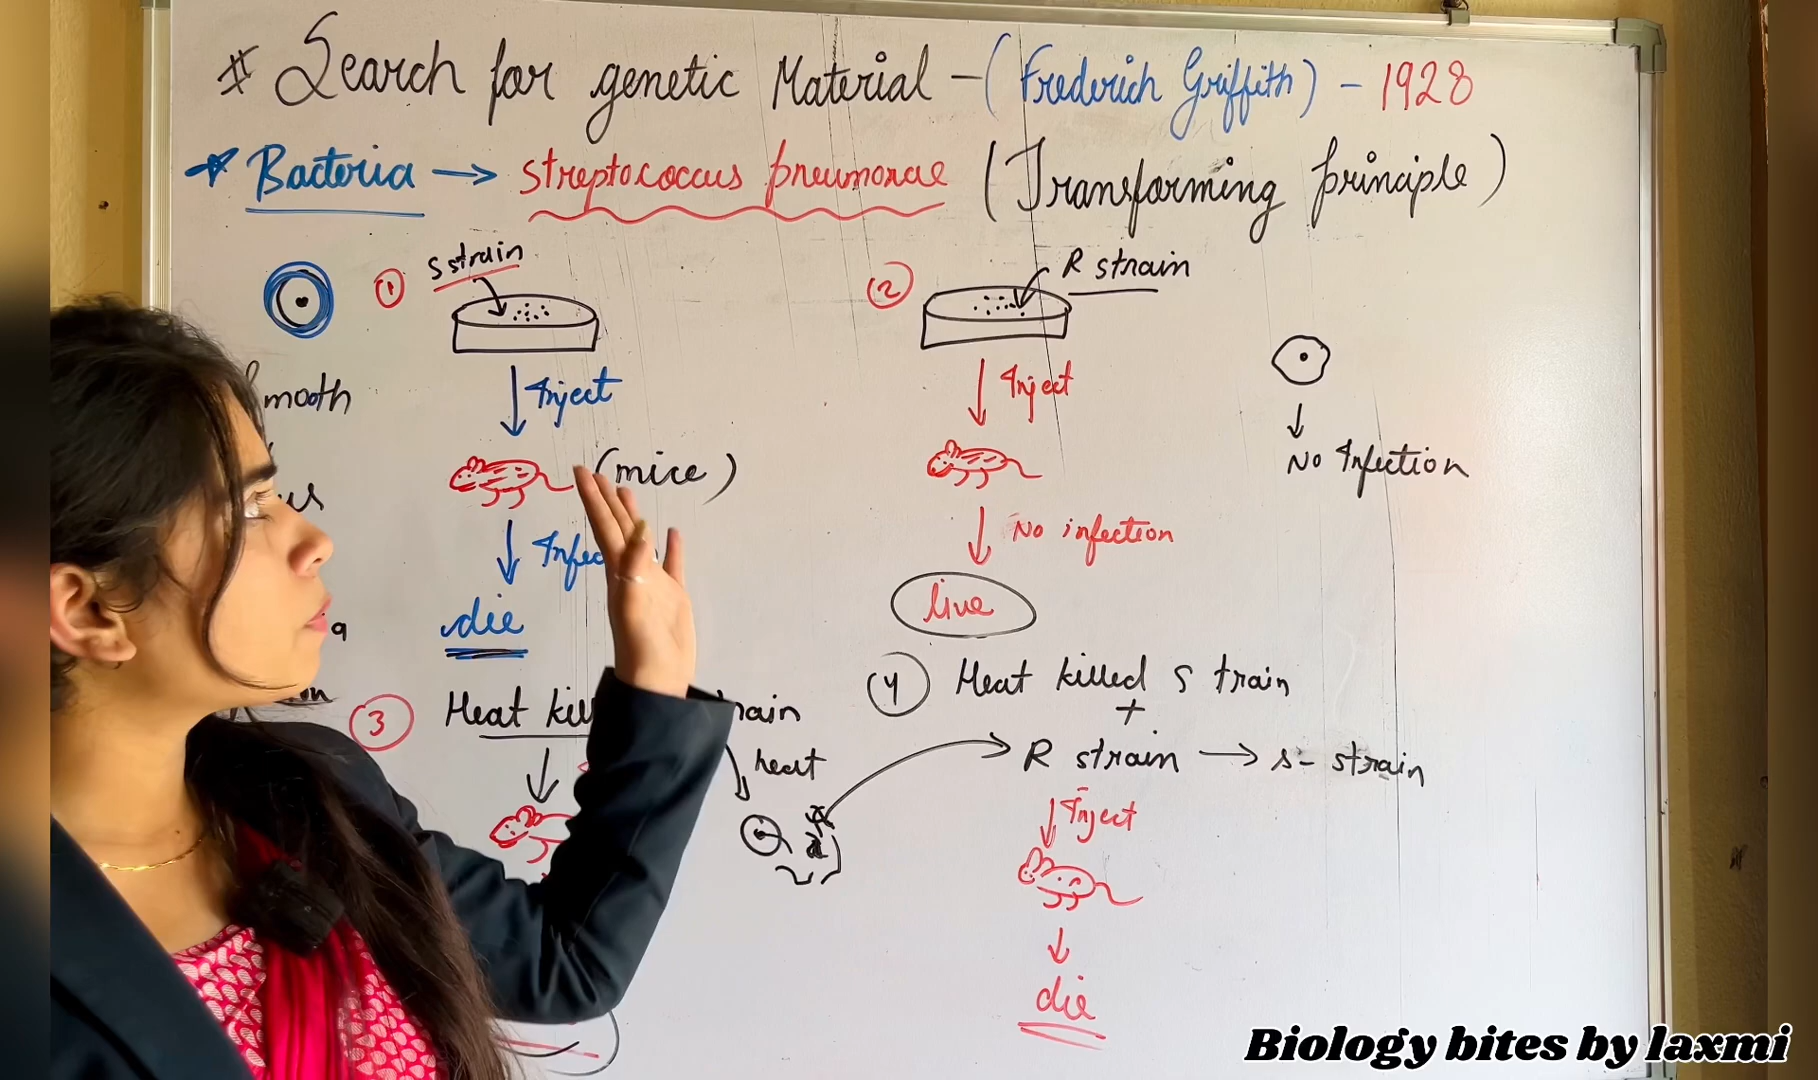 # Search for genetic Material - (Frederich Griffith) - 1928
* Bacteria → streptococcus pneumonae (Transforming principle)
① S strain
mooth
Inject
(mice)
die
② R strain
Inject
No infection
live
No Infection
③ Heat
heat
④ Heat killed S train
+
R strain → s- strain
Inject
die
Biology bites by laxmi